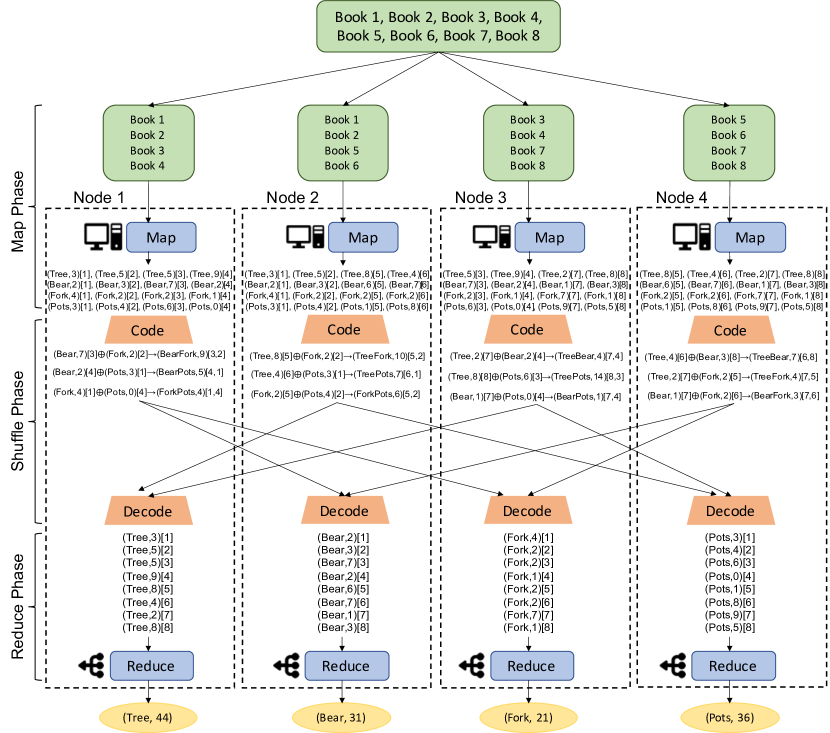 Book 1, Book 2, Book 3, Book 4,
Book 5, Book 6, Book 7, Book 8
Map Phase
Book 1
Book 2
Book 3
Book 4
Book 1
Book 2
Book 5
Book 6
Book 3
Book 4
Book 7
Book 8
Book 5
Book 6
Book 7
Book 8
Node 1
Node 2
Node 3
Node 4
Map
Map
Map
Map
(Tree,3)[1], (Tree,5)[2], (Tree,5)[3], (Tree,9)[4]
(Bear,2)[1], (Bear,3)[2], (Bear,7)[3], (Bear,2)[4]
(Fork,4)[1], (Fork,2)[2], (Fork,2)[3], (Fork,1)[4]
(Pots,3)[1], (Pots,4)[2], (Pots,6)[3], (Pots,0)[4]
(Tree,3)[1], (Tree,5)[2], (Tree,8)[5], (Tree,4)[6]
(Bear,2)[1], (Bear,3)[2], (Bear,6)[5], (Bear,7)[6]
(Fork,4)[1], (Fork,2)[2], (Fork,2)[5], (Fork,2)[6]
(Pots,3)[1], (Pots,4)[2], (Pots,1)[5], (Pots,8)[6]
(Tree,5)[3], (Tree,9)[4], (Tree,2)[7], (Tree,8)[8]
(Bear,7)[3], (Bear,2)[4], (Bear,1)[7], (Bear,3)[8]
(Fork,2)[3], (Fork,1)[4], (Fork,7)[7], (Fork,1)[8]
(Pots,6)[3], (Pots,0)[4], (Pots,9)[7], (Pots,5)[8]
(Tree,8)[5], (Tree,4)[6], (Tree,2)[7], (Tree,8)[8]
(Bear,6)[5], (Bear,7)[6], (Bear,1)[7], (Bear,3)[8]
(Fork,2)[5], (Fork,2)[6], (Fork,7)[7], (Fork,1)[8]
(Pots,1)[5], (Pots,8)[6], (Pots,9)[7], (Pots,5)[8]
Shuffle Phase
Code
Code
Code
Code
(Bear,7)[3]⊕(Fork,2)[2]→(BearFork,9)[3,2]
(Bear,2)[4]⊕(Pots,3)[1]→(BearPots,5)[4,1]
(Fork,4)[1]⊕(Pots,0)[4]→(ForkPots,4)[1,4]
(Tree,8)[5]⊕(Fork,2)[2]→(TreeFork,10)[5,2]
(Tree,4)[6]⊕(Pots,3)[1]→(TreePots,7)[6,1]
(Fork,2)[5]⊕(Pots,4)[2]→(ForkPots,6)[5,2]
(Tree,2)[7]⊕(Bear,2)[4]→(TreeBear,4)[7,4]
(Tree,8)[8]⊕(Pots,6)[3]→(TreePots,14)[8,3]
(Bear,1)[7]⊕(Pots,0)[4]→(BearPots,1)[7,4]
(Tree,4)[6]⊕(Bear,3)[8]→(TreeBear,7)[6,8]
(Tree,2)[7]⊕(Fork,2)[5]→(TreeFork,4)[7,5]
(Bear,1)[7]⊕(Fork,2)[6]→(BearFork,3)[7,6]
Decode
Decode
Decode
Decode
Reduce Phase
(Tree,3)[1]
(Tree,5)[2]
(Tree,5)[3]
(Tree,9)[4]
(Tree,8)[5]
(Tree,4)[6]
(Tree,2)[7]
(Tree,8)[8]
(Bear,2)[1]
(Bear,3)[2]
(Bear,7)[3]
(Bear,2)[4]
(Bear,6)[5]
(Bear,7)[6]
(Bear,1)[7]
(Bear,3)[8]
(Fork,4)[1]
(Fork,2)[2]
(Fork,2)[3]
(Fork,1)[4]
(Fork,2)[5]
(Fork,2)[6]
(Fork,7)[7]
(Fork,1)[8]
(Pots,3)[1]
(Pots,4)[2]
(Pots,6)[3]
(Pots,0)[4]
(Pots,1)[5]
(Pots,8)[6]
(Pots,9)[7]
(Pots,5)[8]
Reduce
Reduce
Reduce
Reduce
(Tree, 44)
(Bear, 31)
(Fork, 21)
(Pots, 36)